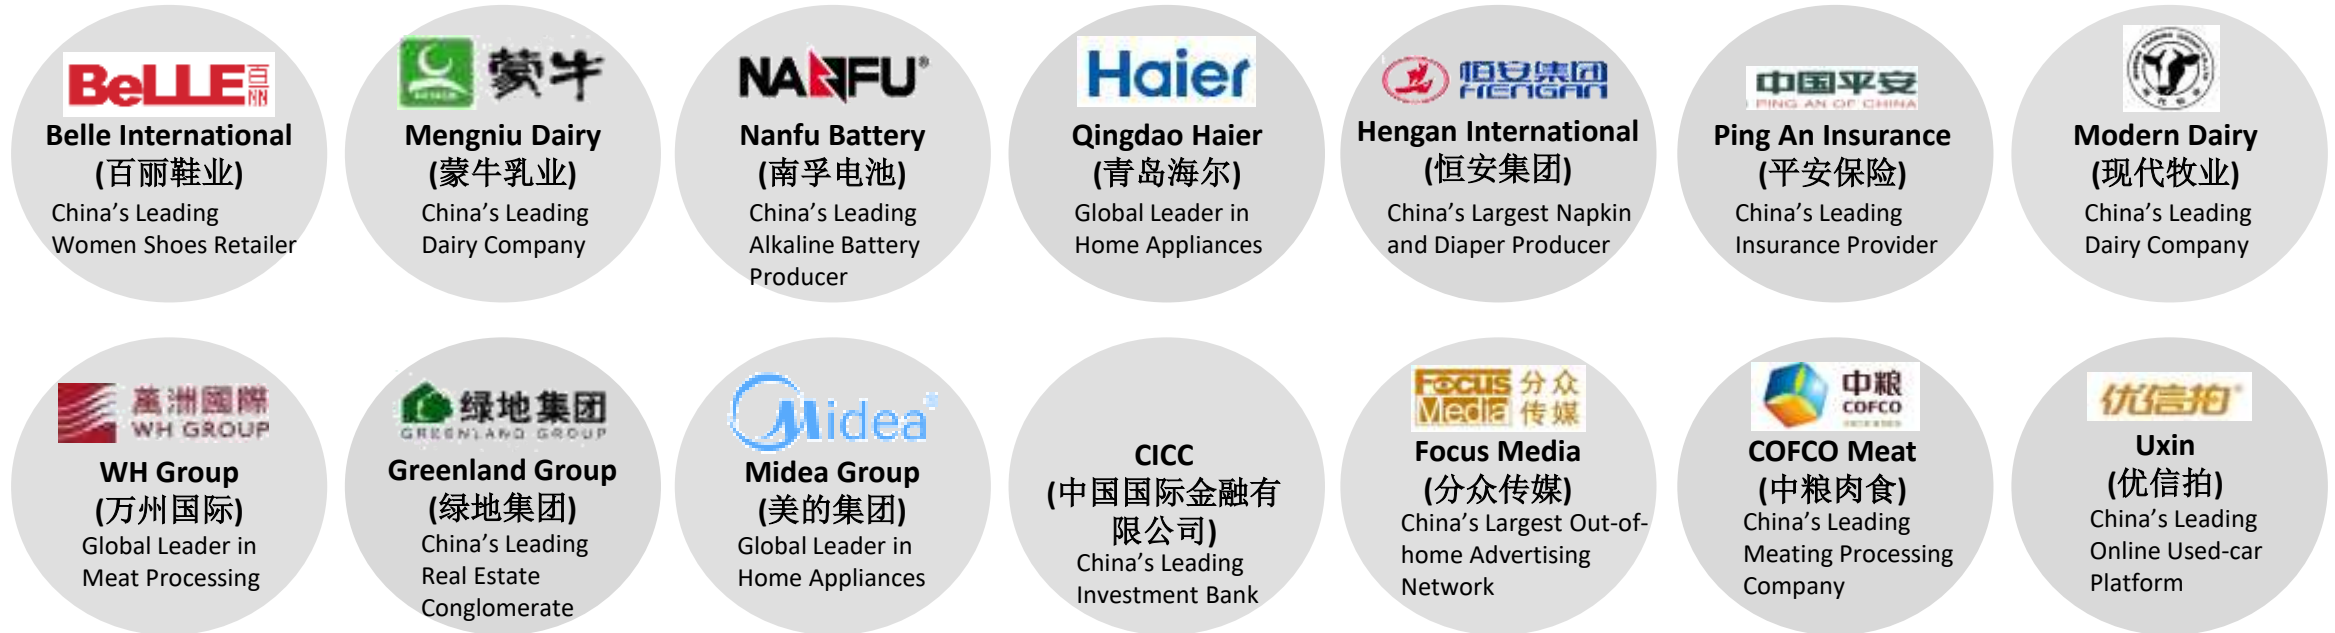 BeLLE 百丽
Belle International
(百丽鞋业)
China's Leading
Women Shoes Retailer
蒙牛
Mengniu Dairy
(蒙牛乳业)
China's Leading
Dairy Company
NANFU®
Nanfu Battery
(南孚电池)
China's Leading
Alkaline Battery
Producer
Haier
Qingdao Haier
(青岛海尔)
Global Leader in
Home Appliances
恒安集团
HENGAN
Hengan International
(恒安集团)
China's Largest Napkin
and Diaper Producer
中国平安
PING AN OF CHINA
Ping An Insurance
(平安保险)
China's Leading
Insurance Provider
Modern Dairy
(现代牧业)
China's Leading
Dairy Company
萬洲國際
WH GROUP
WH Group
(万州国际)
Global Leader in
Meat Processing
绿地集团
GREENLAND GROUP
Greenland Group
(绿地集团)
China's Leading
Real Estate
Conglomerate
Midea
Midea Group
(美的集团)
Global Leader in
Home Appliances
CICC
(中国国际金融有
限公司)
China's Leading
Investment Bank
Focus 分众
Media 传媒
Focus Media
(分众传媒)
China's Largest Out-of-
home Advertising
Network
中粮
COFCO
COFCO Meat
(中粮肉食)
China's Leading
Meating Processing
Company
优信拍
Uxin
(优信拍)
China's Leading
Online Used-car
Platform